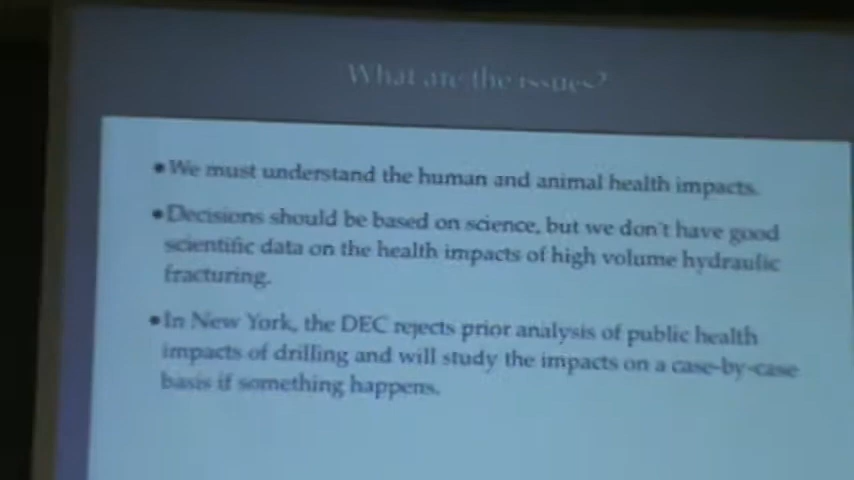 What are the issues?
•We must understand the human and animal health impacts.
•Decisions should be based on science, but we don't have good
scientific data on the health impacts of high volume hydraulic
fracturing.
•In New York, the DEC rejects prior analysis of public health
impacts of drilling and will study the impacts on a case-by-case
basis if something happens.